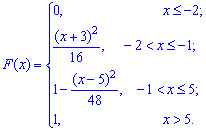 F(x) = { 0, x ≤ -2;
(x+3)²/16, -2 < x ≤ -1;
1 - (x-5)²/48, -1 < x ≤ 5;
1, x > 5.